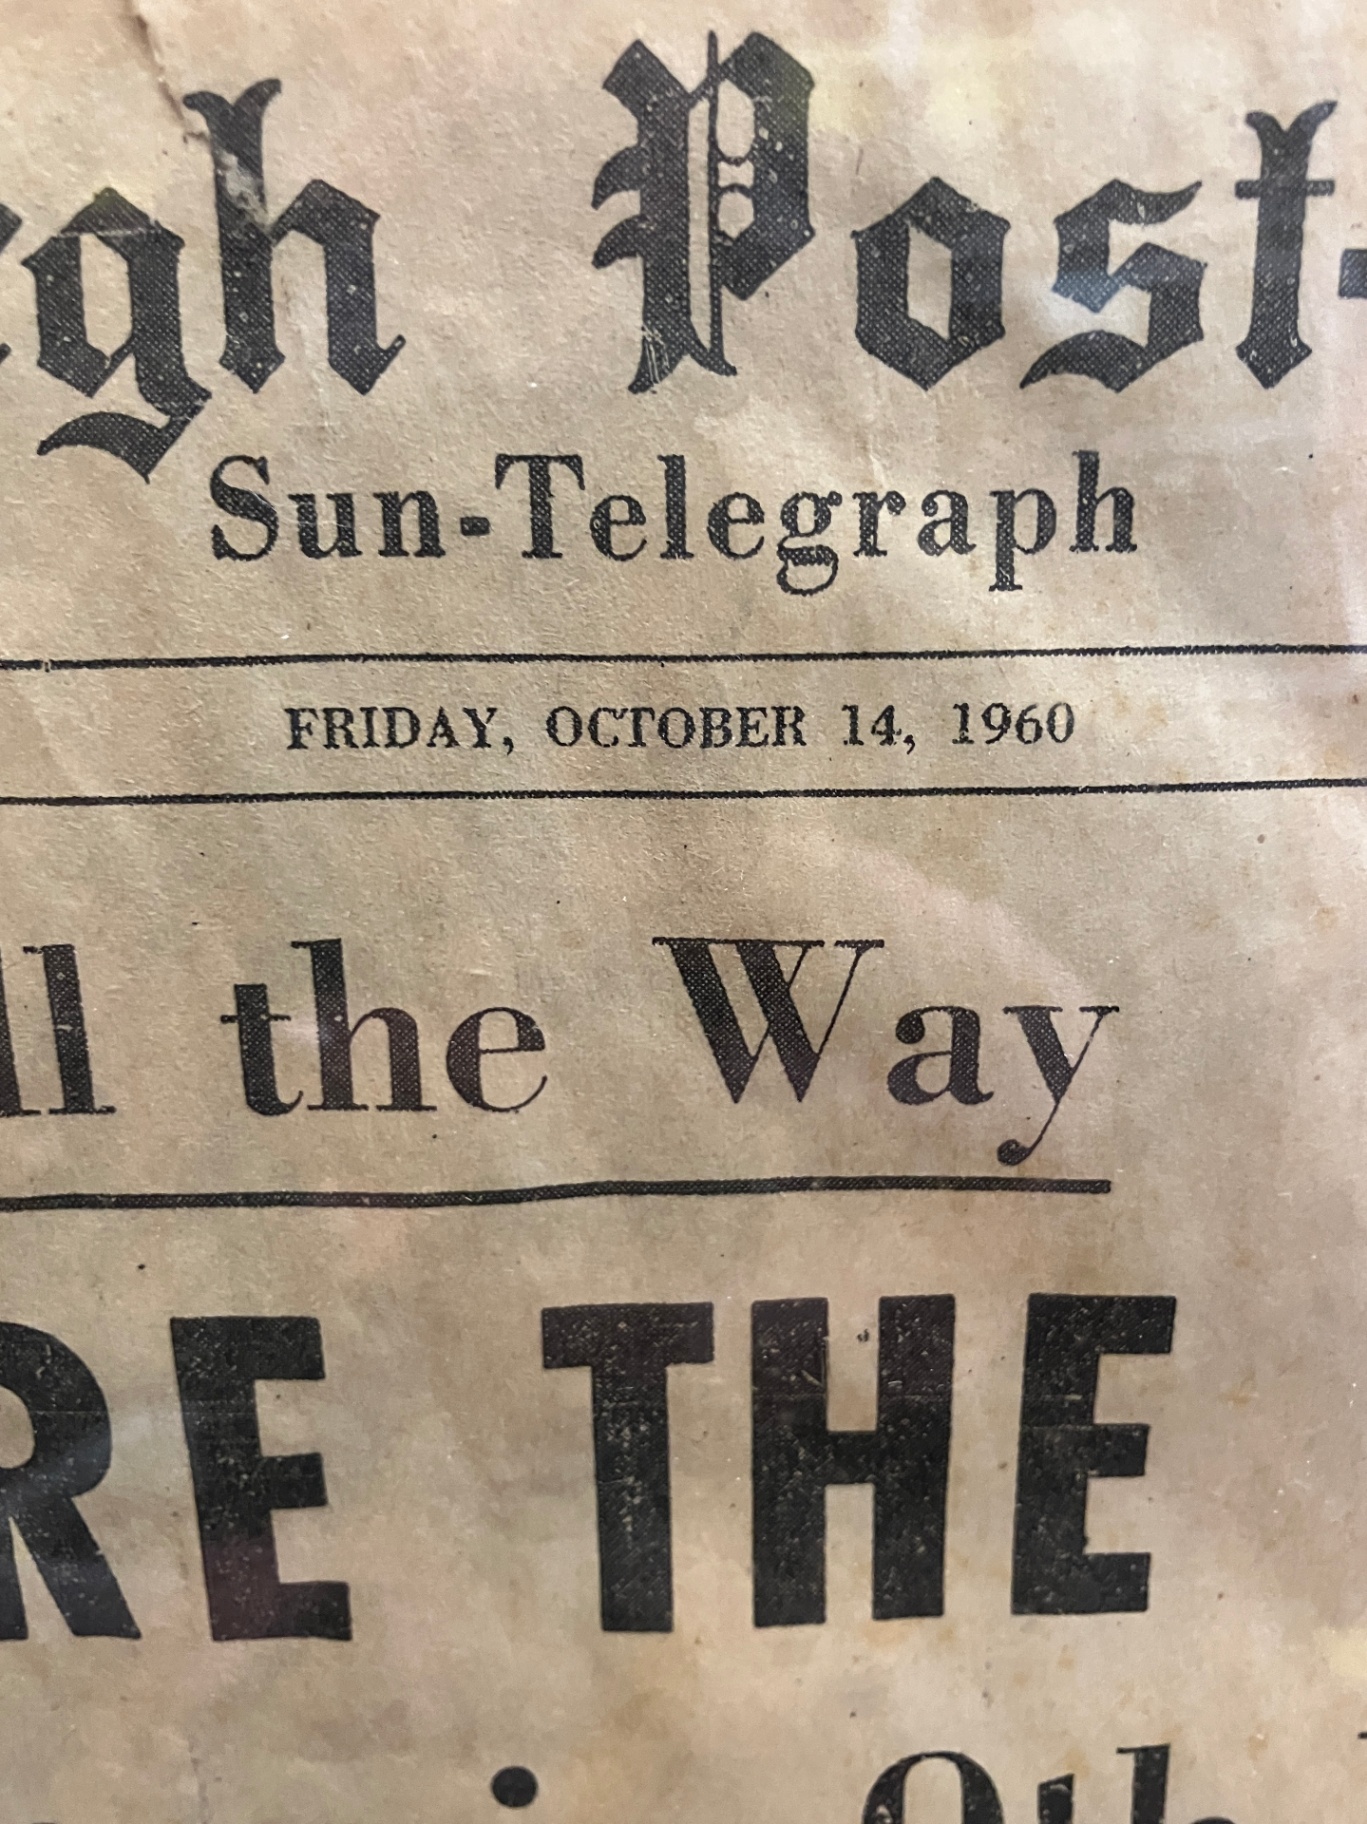 gh Post-
Sun-Telegraph
FRIDAY, OCTOBER 14, 1960
ll the Way
RE THE